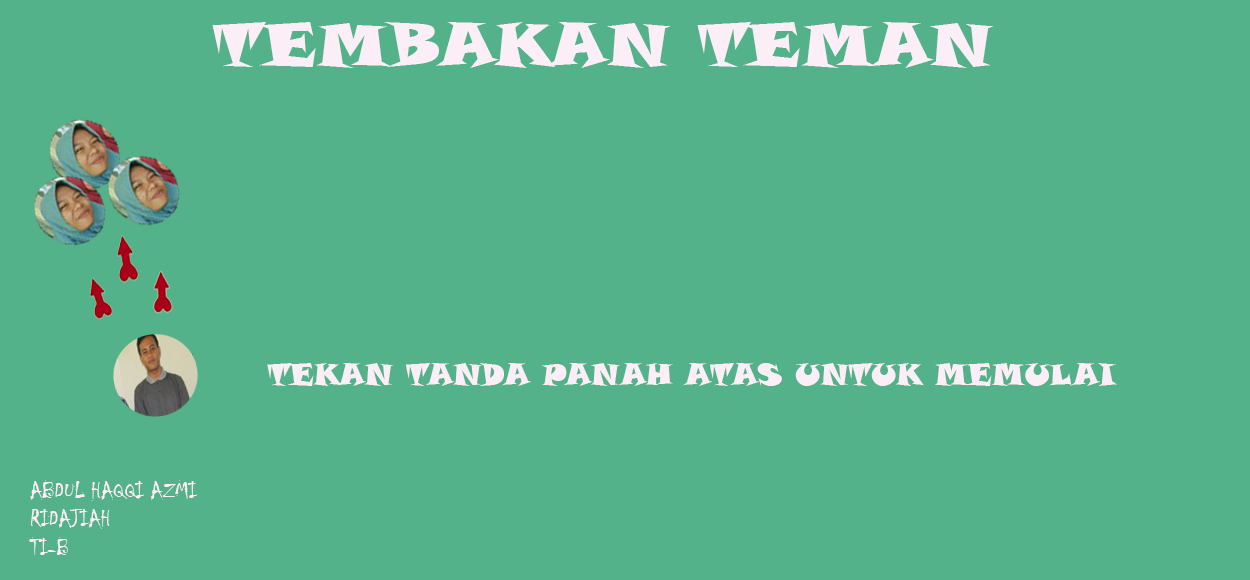 TEMBAKAN TEMAN
TEKAN TANDA PANAH ATAS UNTUK MEMULAI
ABDUL HAQQI AZMI
RIDAJIAH
TI-B